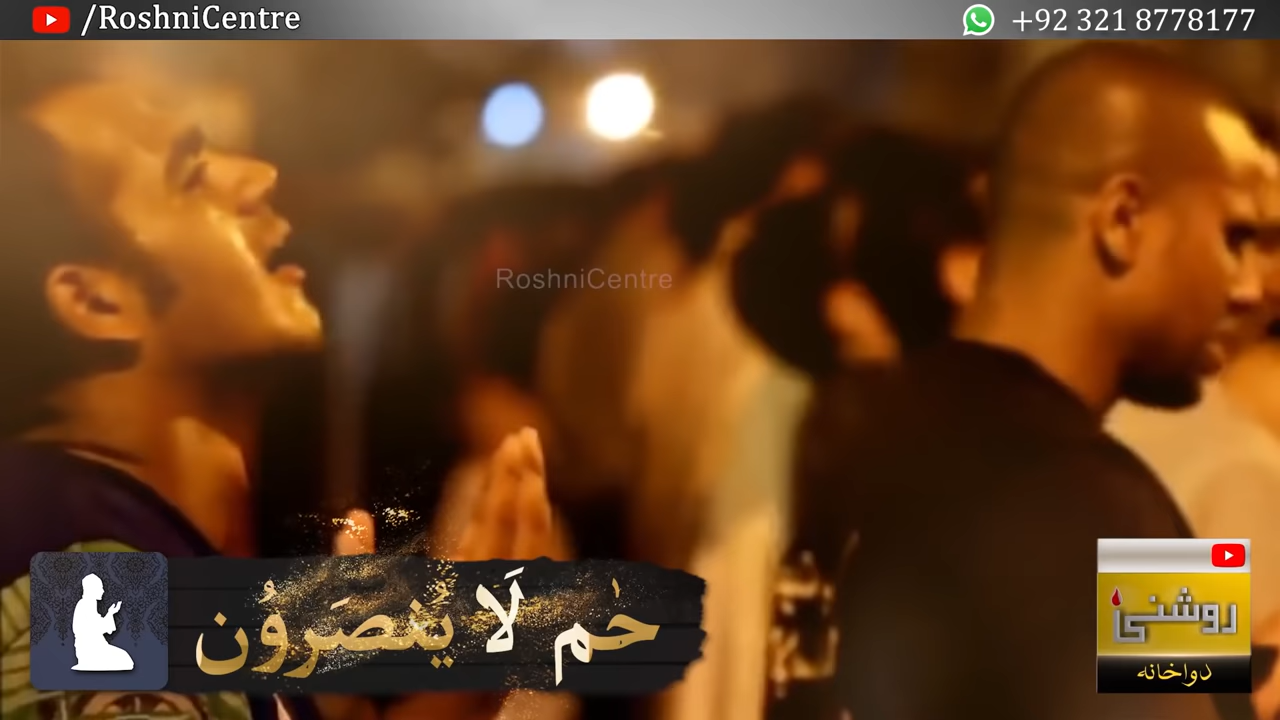 /RoshniCentre
+92 321 8778177
RoshniCentre
حٰم لَا يُنصَرُوْن
روشنی
دواخانہ